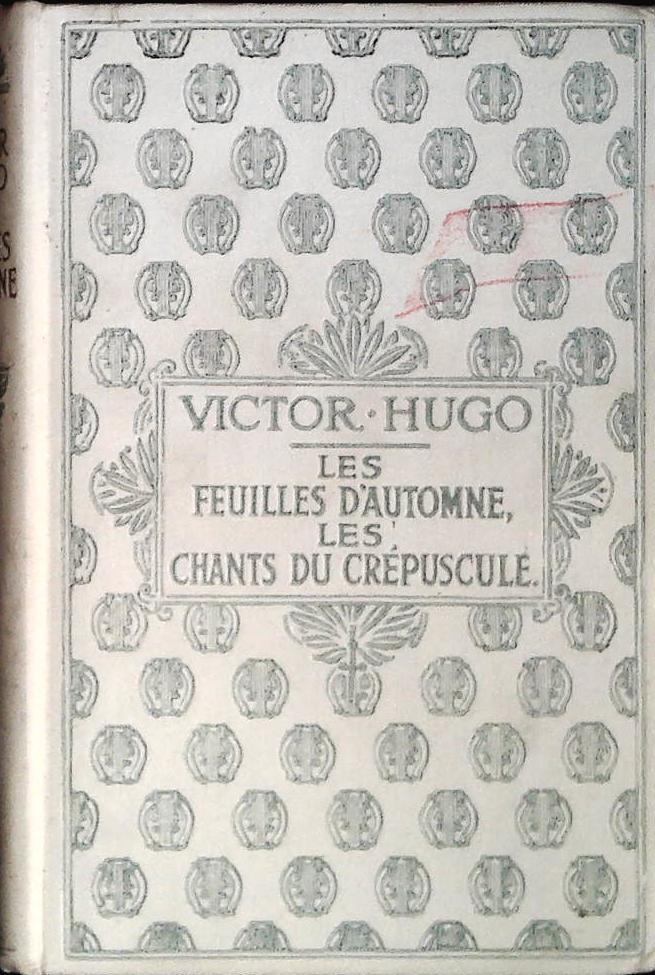 VICTOR·HUGO
LES
FEUILLES D'AUTOMNE,
LES
CHANTS DU CRÉPUSCULE.